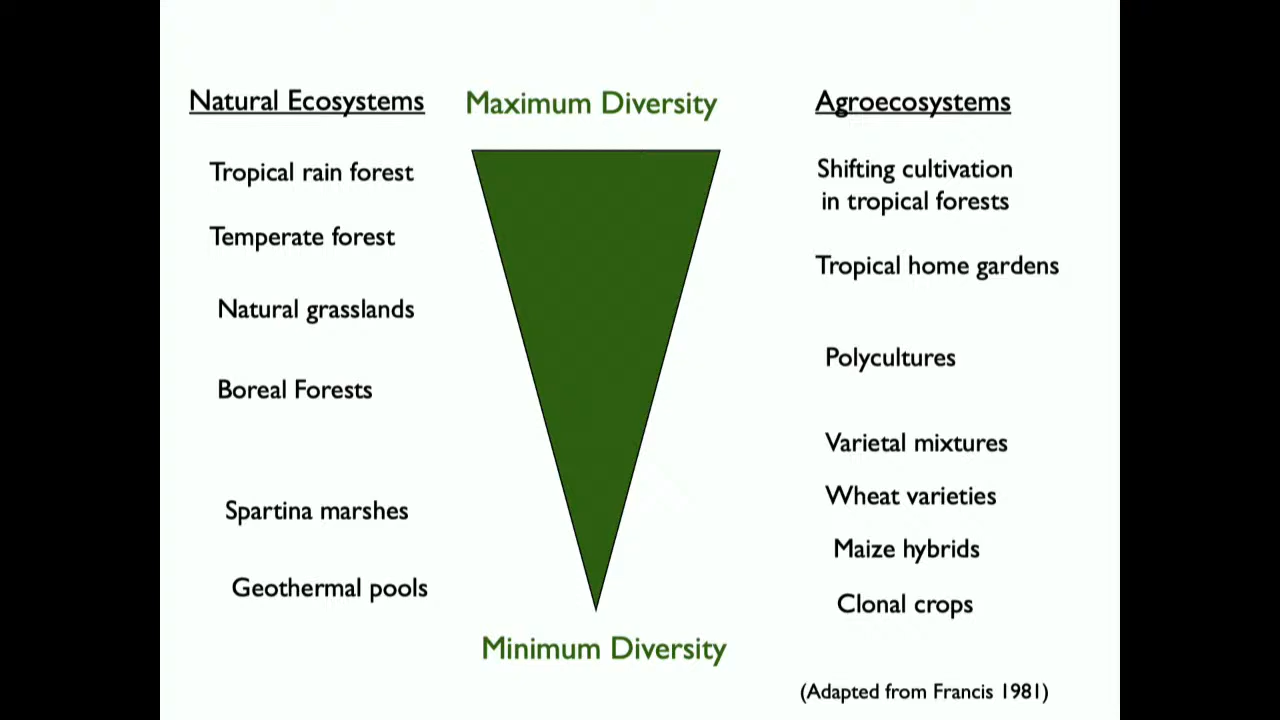 Natural Ecosystems
Maximum Diversity
Agroecosystems
Tropical rain forest
Temperate forest
Natural grasslands
Boreal Forests
Spartina marshes
Geothermal pools
Shifting cultivation
in tropical forests
Tropical home gardens
Polycultures
Varietal mixtures
Wheat varieties
Maize hybrids
Clonal crops
Minimum Diversity
(Adapted from Francis 1981)